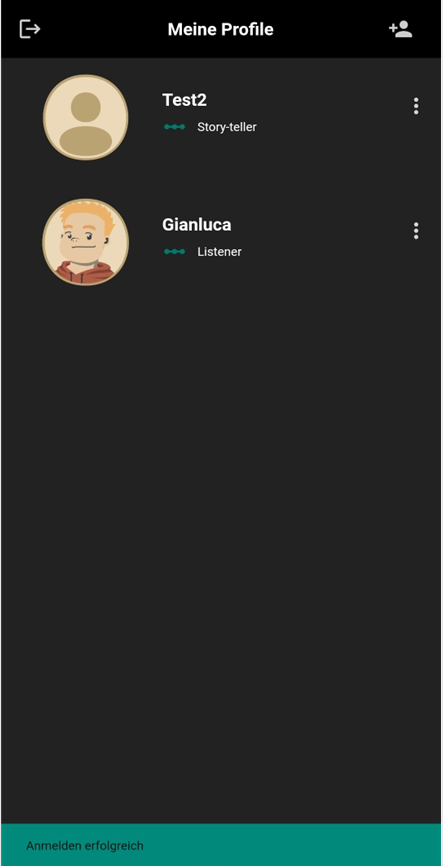 Meine Profile
Test2
Story-teller
Gianluca
Listener
Anmelden erfolgreich